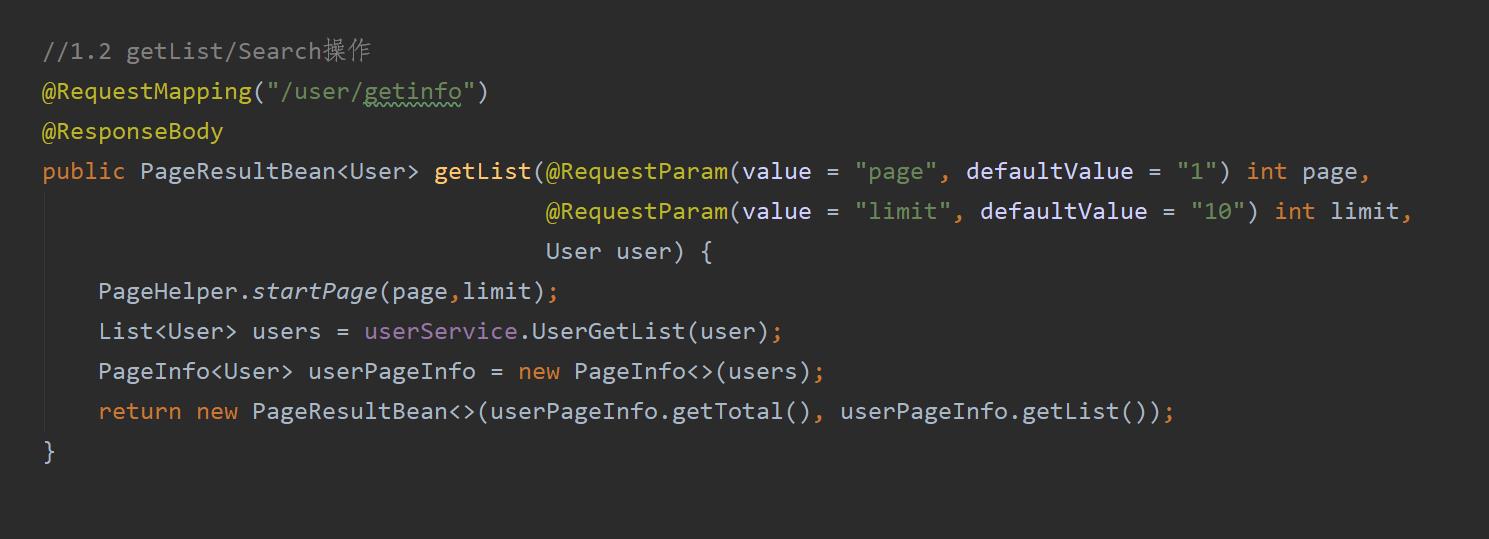 //1.2 getList/Search操作
@RequestMapping("/user/getinfo")
@ResponseBody
public PageResultBean<User> getList(@RequestParam(value = "page", defaultValue = "1") int page,
@RequestParam(value = "limit", defaultValue = "10") int limit,
User user) {
PageHelper.startPage(page,limit);
List<User> users = userService.UserGetList(user);
PageInfo<User> userPageInfo = new PageInfo<>(users);
return new PageResultBean<>(userPageInfo.getTotal(), userPageInfo.getList());
}